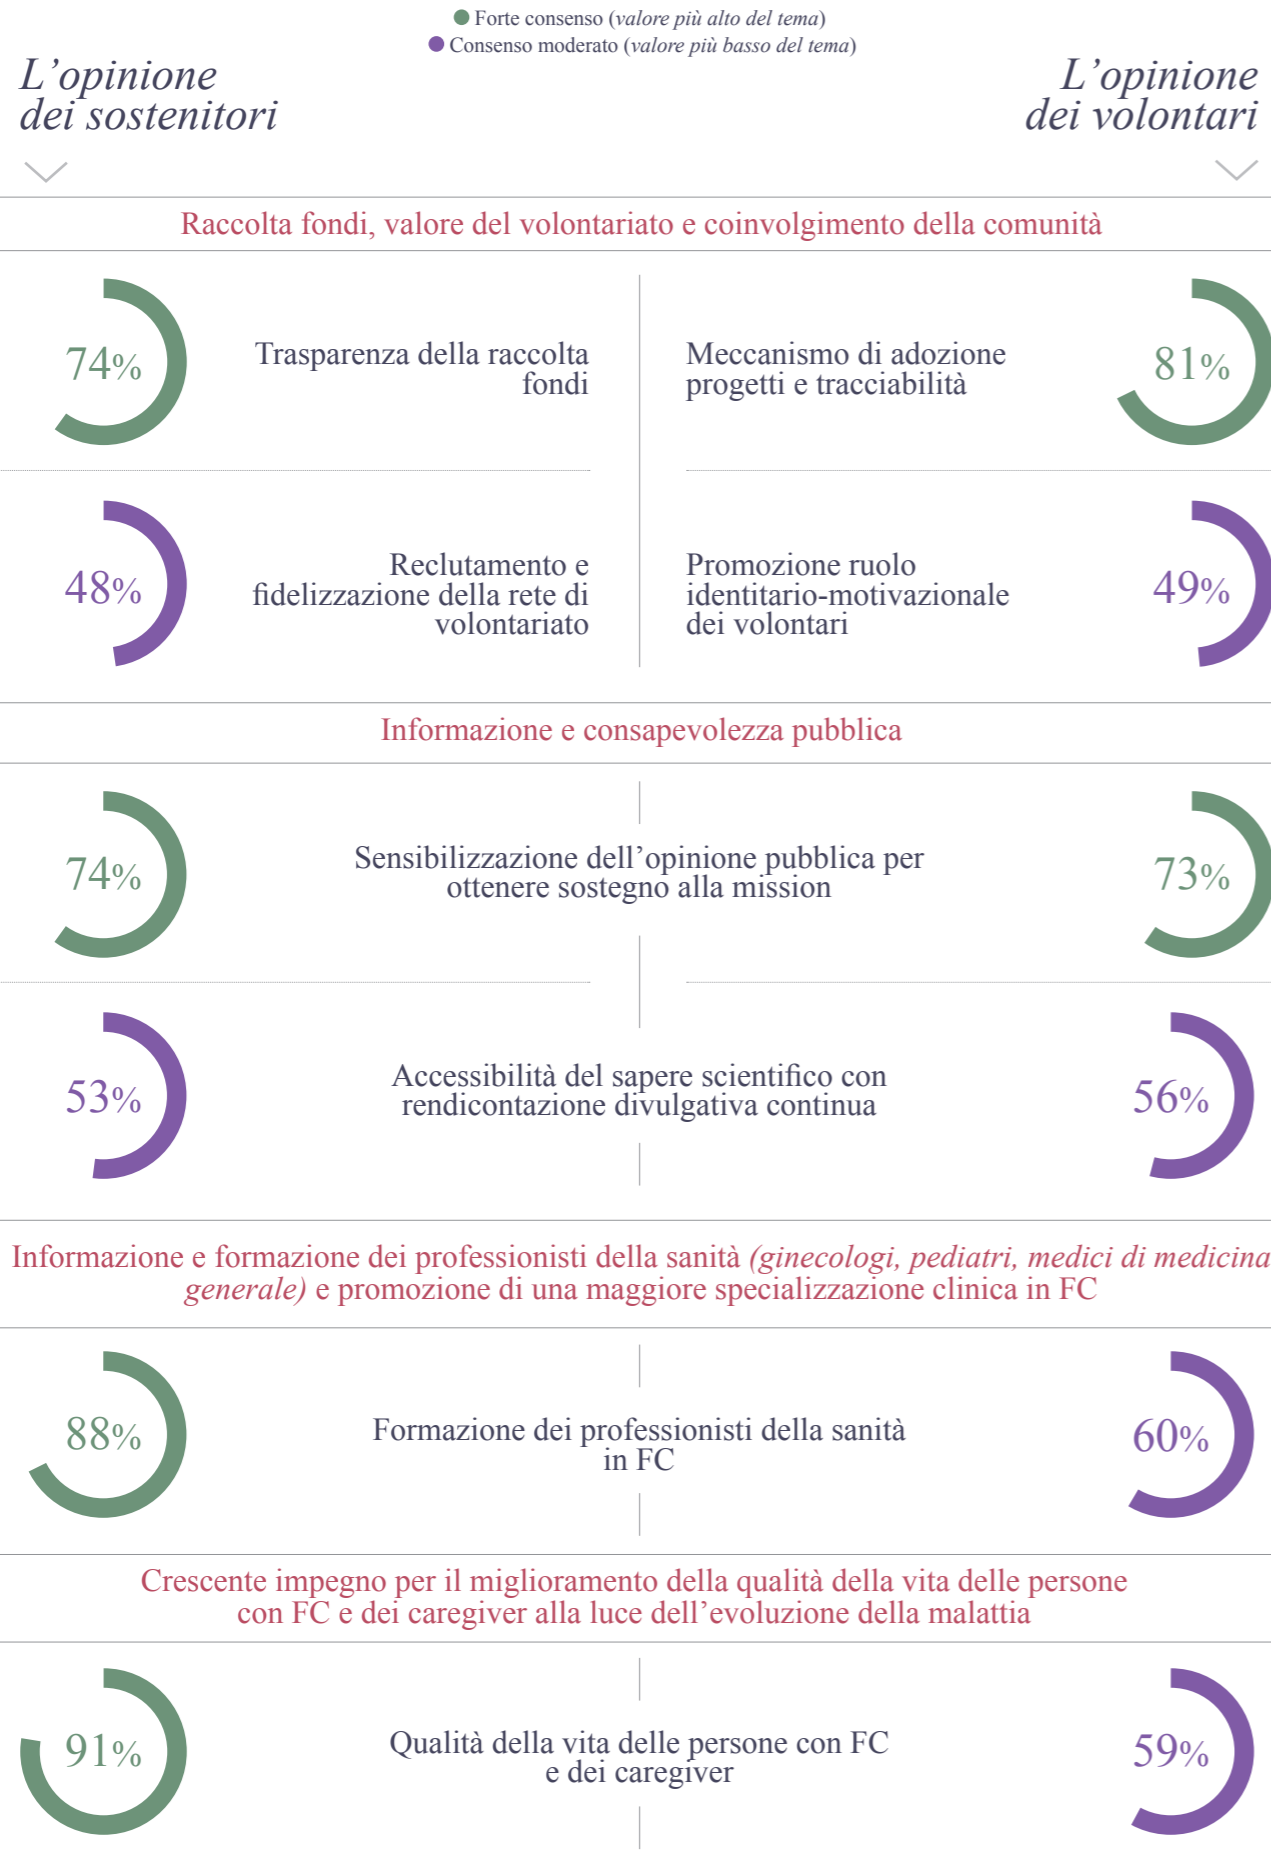 Forte consenso (valore più alto del tema)
Consenso moderato (valore più basso del tema)
L’opinione
dei sostenitori
L’opinione
dei volontari
Raccolta fondi, valore del volontariato e coinvolgimento della comunità
74%
Trasparenza della raccolta
fondi
Meccanismo di adozione
progetti e tracciabilità
81%
48%
Reclutamento e
fidelizzazione della rete di
volontariato
Promozione ruolo
identitario-motivazionale
dei volontari
49%
Informazione e consapevolezza pubblica
74%
Sensibilizzazione dell’opinione pubblica per
ottenere sostegno alla mission
73%
53%
Accessibilità del sapere scientifico con
rendicontazione divulgativa continua
56%
Informazione e formazione dei professionisti della sanità (ginecologi, pediatri, medici di medicina
generale) e promozione di una maggiore specializzazione clinica in FC
88%
Formazione dei professionisti della sanità
in FC
60%
Crescente impegno per il miglioramento della qualità della vita delle persone
con FC e dei caregiver alla luce dell’evoluzione della malattia
91%
Qualità della vita delle persone con FC
e dei caregiver
59%